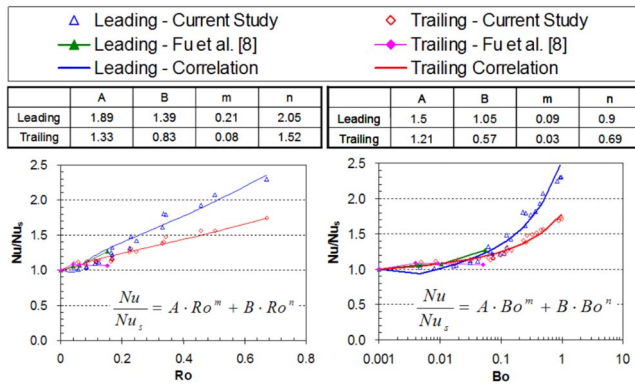 Leading - Current Study Trailing - Current Study
Leading - Fu et al. [8] Trailing - Fu et al. [8]
Leading - Correlation Trailing Correlation
A B m n
Leading 1.89 1.39 0.21 2.05
Trailing 1.33 0.83 0.08 1.52
A B m n
Leading 1.5 1.05 0.09 0.9
Trailing 1.21 0.57 0.03 0.69
2.5
2.0
1.5
1.0
0.5
0.0
Nu/Nus
Nu/Nus = A · Ro^m + B · Ro^n
0 0.2 0.4 0.6 0.8
Ro
2.5
2.0
1.5
1.0
0.5
0.0
Nu/Nus
Nu/Nus = A · Bo^m + B · Bo^n
0.001 0.01 0.1 1 10
Bo